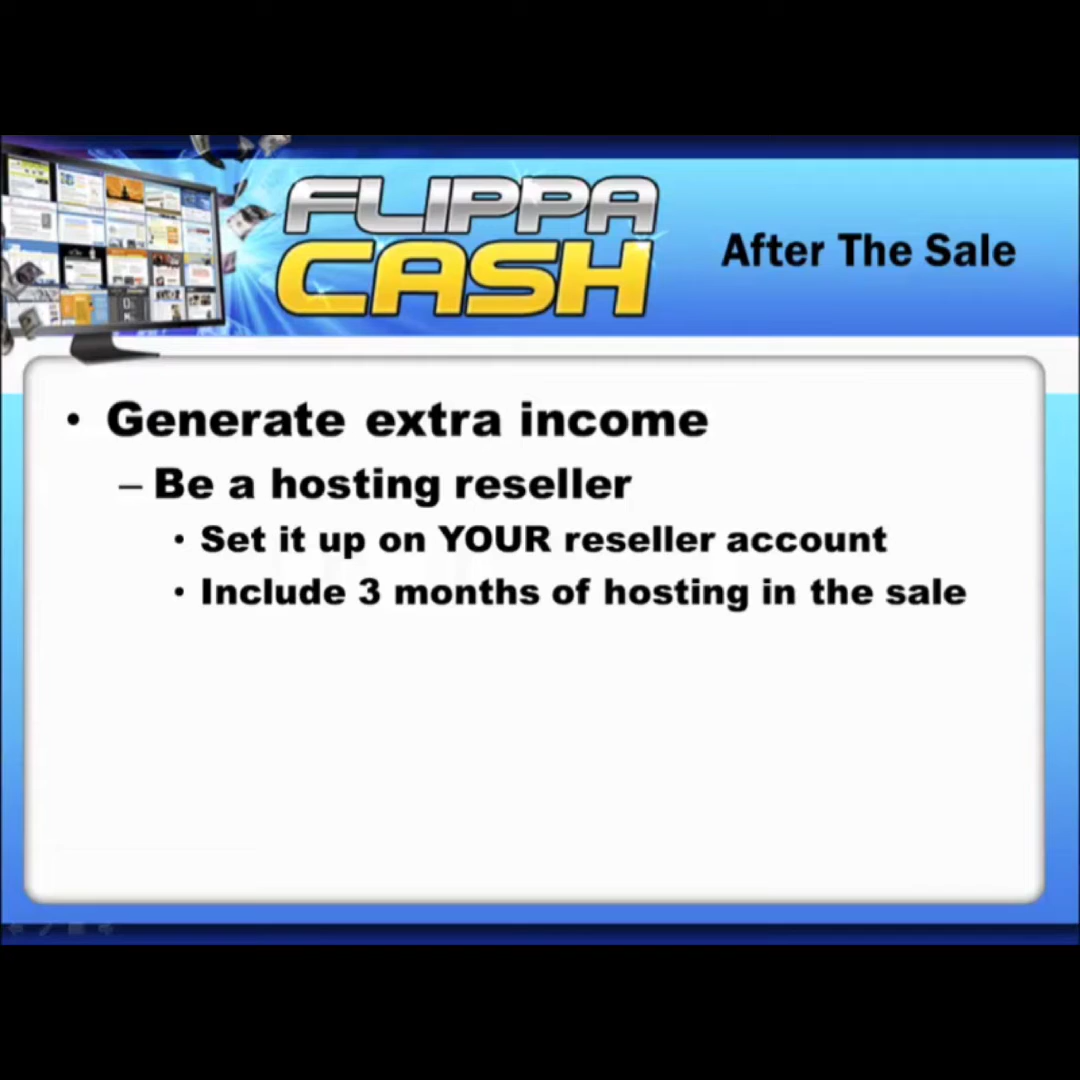 FLIPPA
CASH
After The Sale
• Generate extra income
– Be a hosting reseller
• Set it up on YOUR reseller account
• Include 3 months of hosting in the sale